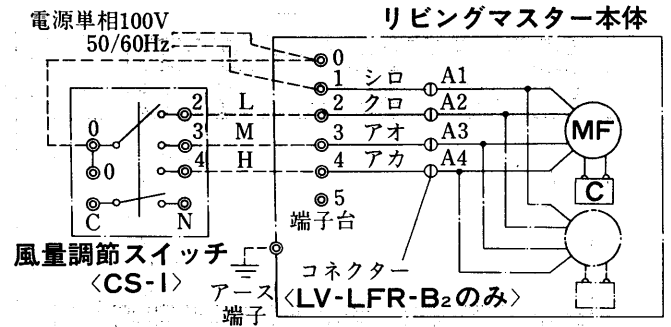 電源単相100V
50/60Hz
リビングマスター本体
0
1 シロ A1
2 クロ A2
3 アオ A3
4 アカ A4
5
端子台
L
M
H
2
3
4
0
0
C
N
MF
C
風量調節スイッチ
〈CS-1〉
アース
端子
コネクター
〈LV-LFR-B₂のみ〉